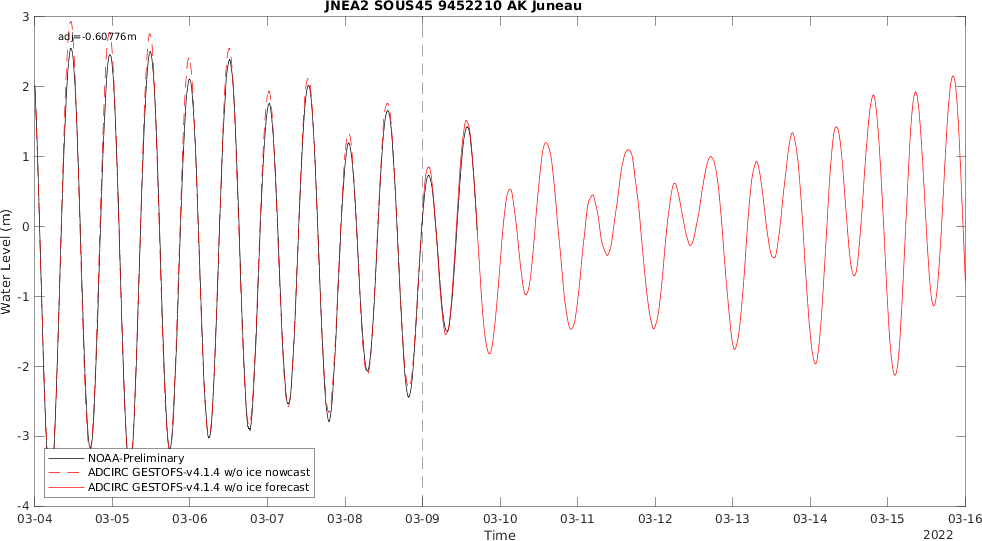 JNEA2 SOUS45 9452210 AK Juneau
adj=-0.60776m
3
2
1
0
-1
-2
-3
-4
Water Level (m)
NOAA-Preliminary
ADCIRC GESTOFS-v4.1.4 w/o ice nowcast
ADCIRC GESTOFS-v4.1.4 w/o ice forecast
03-04 03-05 03-06 03-07 03-08 03-09 03-10 03-11 03-12 03-13 03-14 03-15 03-16
Time
2022